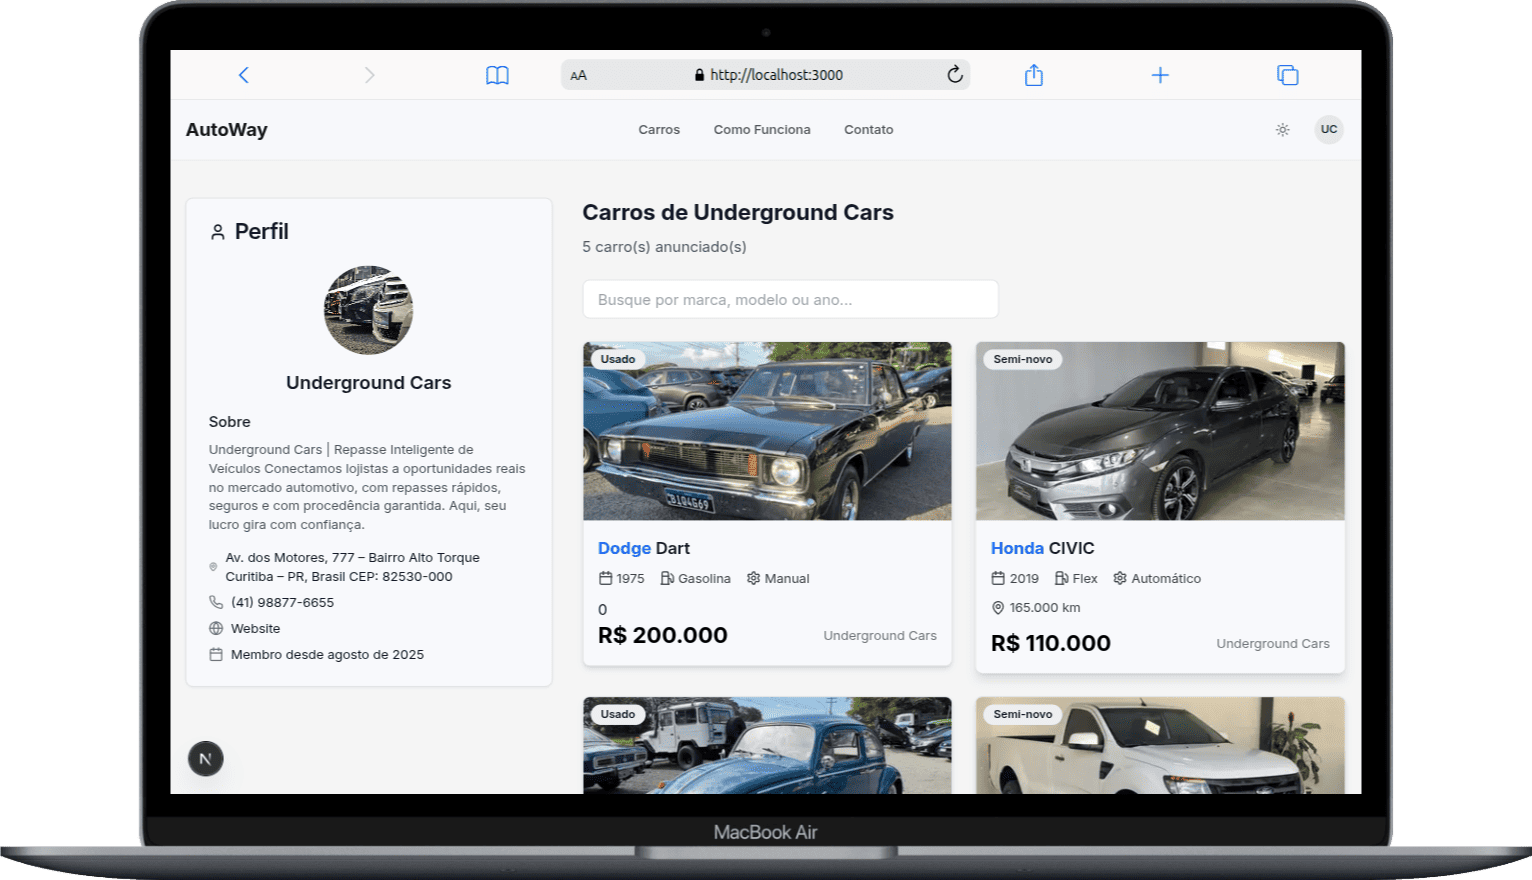 AA http://localhost:3000
AutoWay
Carros Como Funciona Contato
UC
Perfil
Underground Cars
Sobre
Underground Cars | Repasse Inteligente de
Veículos Conectamos lojistas a oportunidades reais
no mercado automotivo, com repasses rápidos,
seguros e com procedência garantida. Aqui, seu
lucro gira com confiança.
Av. dos Motores, 777 – Bairro Alto Torque
Curitiba – PR, Brasil CEP: 82530-000
(41) 98877-6655
Website
Membro desde agosto de 2025
N
Carros de Underground Cars
5 carro(s) anunciado(s)
Busque por marca, modelo ou ano...
Usado
Dodge Dart
1975 Gasolina Manual
0
R$ 200.000 Underground Cars
Semi-novo
Honda CIVIC
2019 Flex Automático
165.000 km
R$ 110.000 Underground Cars
Usado
Semi-novo
MacBook Air